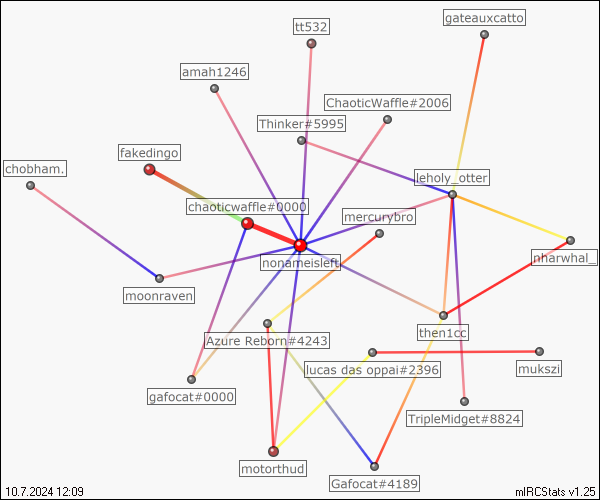 gateauxcatto
tt532
amah1246
ChaoticWaffle#2006
Thinker#5995
fakedingo
chobham.
leholy_otter
chaoticwaffle#0000
mercurybro
nharwhal_
nonameisleft
moonraven
then1cc
Azure Reborn#4243
lucas das oppai#2396
mukszi
gafocat#0000
TripleMidget#8824
motorthud
Gafocat#4189
10.7.2024 12:09
mIRCStats v1.25